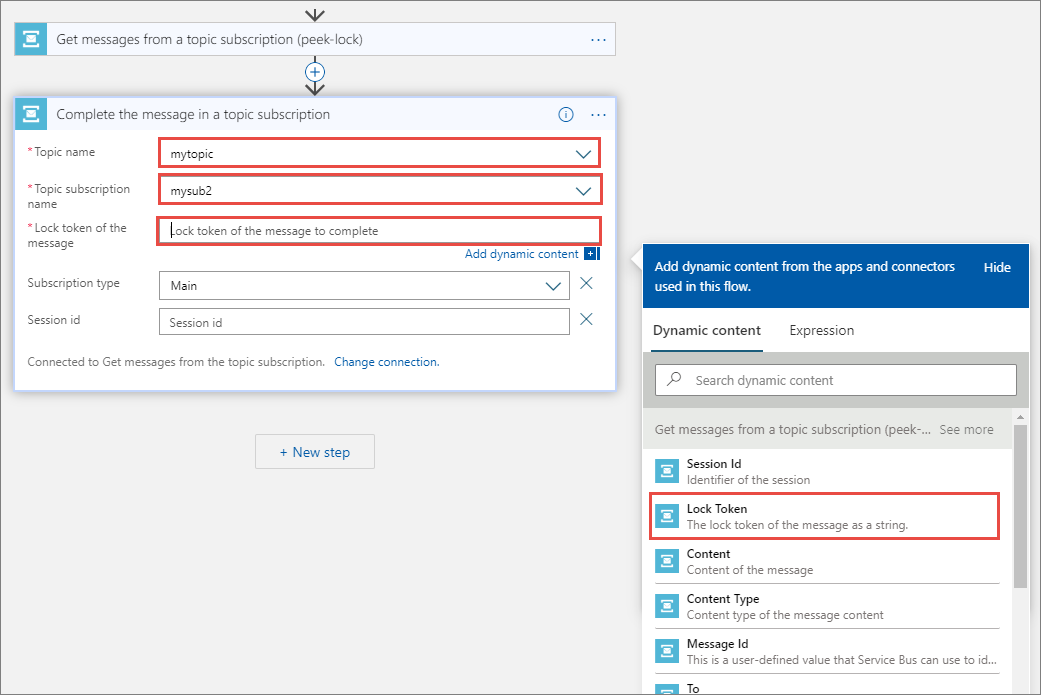 Get messages from a topic subscription (peek-lock)
Complete the message in a topic subscription
* Topic name
mytopic
* Topic subscription
name
mysub2
* Lock token of the
message
Lock token of the message to complete
Add dynamic content
Subscription type
Main
Session id
Session id
Connected to Get messages from the topic subscription. Change connection.
+ New step
Add dynamic content from the apps and connectors
used in this flow.
Hide
Dynamic content
Expression
Search dynamic content
Get messages from a topic subscription (peek-... See more
Session Id
Identifier of the session
Lock Token
The lock token of the message as a string.
Content
Content of the message
Content Type
Content type of the message content
Message Id
This is a user-defined value that Service Bus can use to id...
To